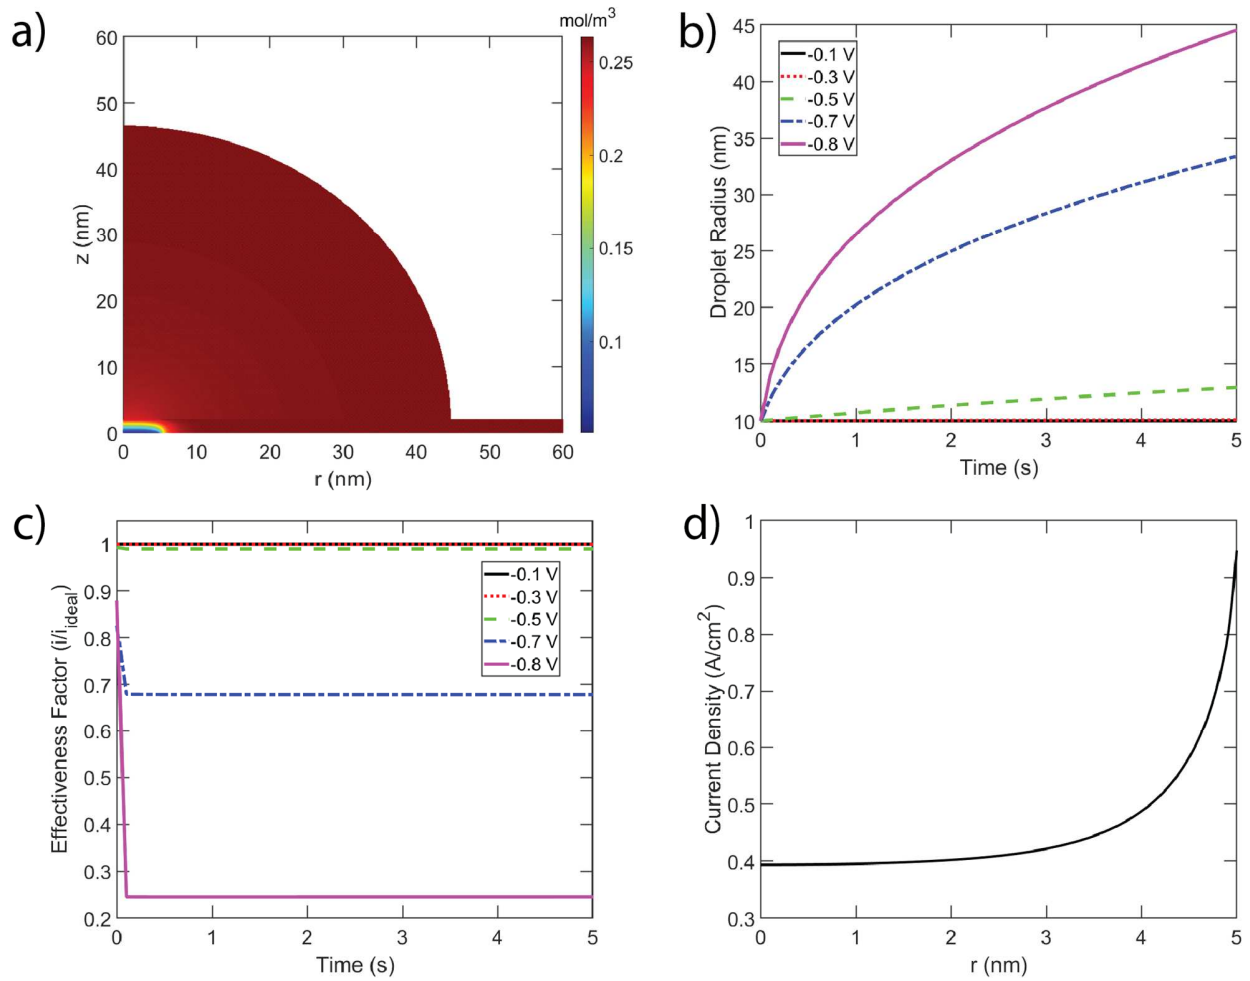 a)
mol/m³
60
50
40
30
20
10
0
z (nm)
0 10 20 30 40 50 60
r (nm)
0.25
0.2
0.15
0.1
b)
45
40
35
30
25
20
15
10
Droplet Radius (nm)
-0.1 V
-0.3 V
-0.5 V
-0.7 V
-0.8 V
0 1 2 3 4 5
Time (s)
c)
1
0.9
0.8
0.7
0.6
0.5
0.4
0.3
0.2
Effectiveness Factor (i/i_ideal)
-0.1 V
-0.3 V
-0.5 V
-0.7 V
-0.8 V
0 1 2 3 4 5
Time (s)
d)
1
0.9
0.8
0.7
0.6
0.5
0.4
0.3
Current Density (A/cm²)
0 1 2 3 4 5
r (nm)